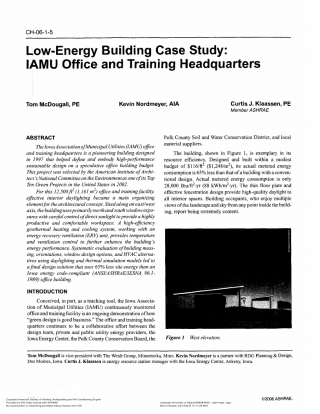 CH-06-1-5
Low-Energy Building Case Study:
IAMU Office and Training Headquarters
Tom McDougall, PE
Kevin Nordmeyer, AIA
Curtis J. Klaassen, PE
Member ASHRAE
ABSTRACT
The Iowa Association of Municipal Utilities (IAMU) office
and training headquarters is a pioneering building designed
in 1997 that helped define and embody high-performance
sustainable design on a speculative office building budget.
This project was selected by the American Institute of Archi-
tect's National Committee on the Environment as one of its Top
Ten Green Projects in the United States in 2002.
For this 12,500 ft² (1,161 m²) office and training facility,
effective interior daylighting became a main organizing
element for the architectural concept. Sited along an east/west
axis, the building uses primarily north and south window expo-
sure with careful control of direct sunlight to provide a highly
productive and comfortable workspace. A high-efficiency
geothermal heating and cooling system, working with an
energy recovery ventilation (ERV) unit, provides temperature
and ventilation control to further enhance the building's
energy performance. Systematic evaluation of building mass-
ing, orientations, window design options, and HVAC alterna-
tives using daylighting and thermal simulation models led to
a final design solution that uses 65% less site energy than an
Iowa energy code-compliant (ANSI/ASHRAE/IESNA 90.1-
1989) office building.
INTRODUCTION
Conceived, in part, as a teaching tool, the Iowa Associa-
tion of Municipal Utilities (IAMU) continuously monitored
office and training facility is an ongoing demonstration of how
"green design is good business." The office and training head-
quarters continues to be a collaborative effort between the
design team, private and public utility energy providers, the
Iowa Energy Center, the Polk County Conservation Board, the
Polk County Soil and Water Conservation District, and local
material suppliers.
The building, shown in Figure 1, is exemplary in its
resource efficiency. Designed and built within a modest
budget of $116/ft² ($1,248/m²), its actual metered energy
consumption is 65% less than that of a building with a conven-
tional design. Actual metered energy consumption is only
28,000 Btu/ft²·yr (88 kWh/m²·yr). The thin floor plate and
effective fenestration design provide high-quality daylight to
all interior spaces. Building occupants, who enjoy multiple
views of the landscape and sky from any point inside the build-
ing, report being extremely content.
Figure 1 West elevation.
Tom McDougall is vice-president with The Weidt Group, Minnetonka, Minn. Kevin Nordmeyer is a partner with RDG Planning & Design,
Des Moines, Iowa. Curtis J. Klaassen is energy resource station manager with the Iowa Energy Center, Ankeny, Iowa.
©2006 ASHRAE.